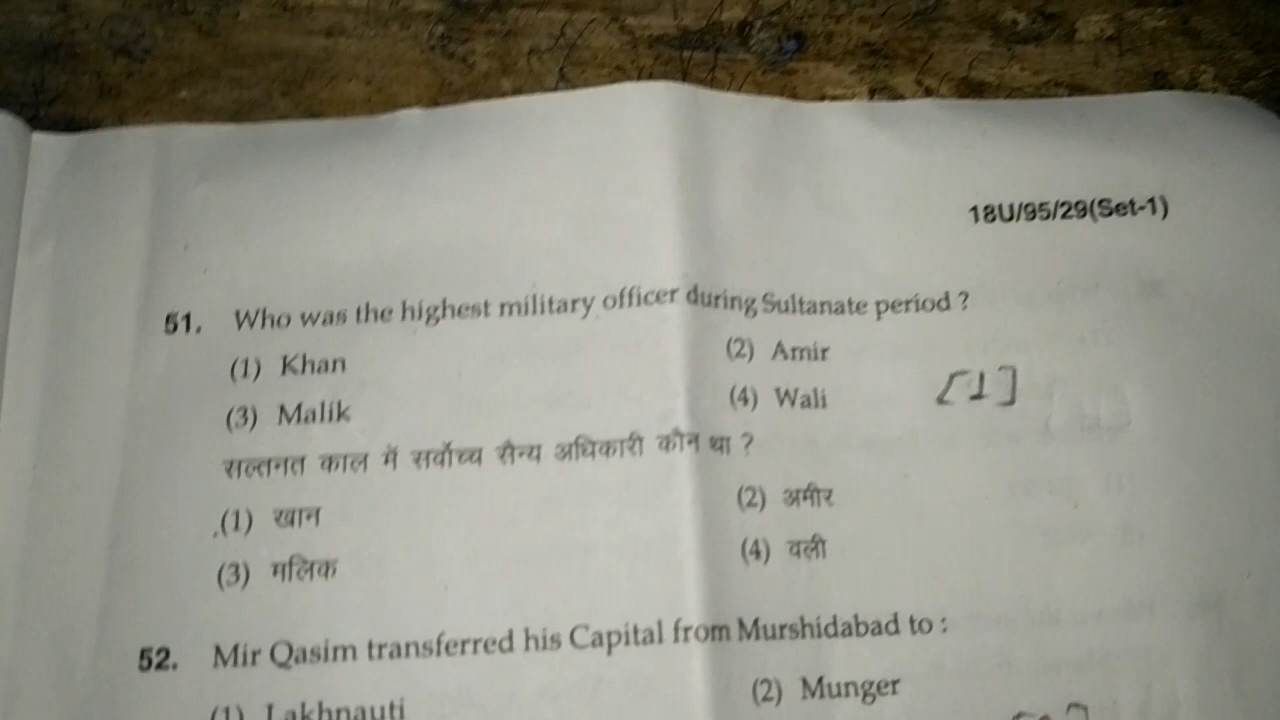 18U/95/29(Set-1)
51. Who was the highest military officer during Sultanate period ?
(1) Khan (2) Amir
(3) Malik (4) Wali [1]
सल्तनत काल में सर्वोच्च सैन्य अधिकारी कौन था ?
(1) खान (2) अमीर
(3) मलिक (4) वली
52. Mir Qasim transferred his Capital from Murshidabad to :
(1) Lakhnauti (2) Munger